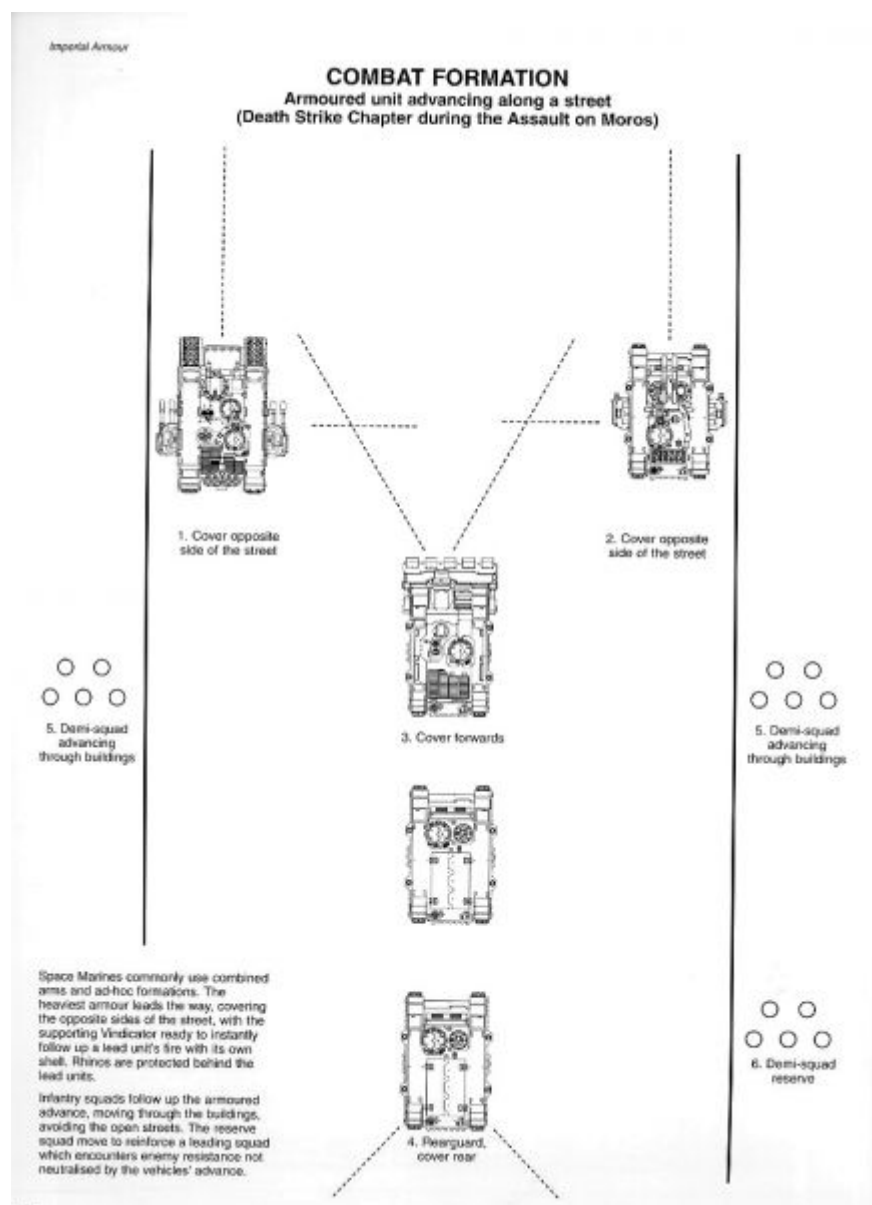 Imperial Armour
COMBAT FORMATION
Armoured unit advancing along a street
(Death Strike Chapter during the Assault on Moros)
1. Cover opposite
side of the street
2. Cover opposite
side of the street
3. Cover forwards
5. Demi-squad
advancing
through buildings
5. Demi-squad
advancing
through buildings
Space Marines commonly use combined
arms and ad-hoc formations. The
heaviest armour leads the way, covering
the opposite sides of the street, with the
supporting Vindicator ready to instantly
follow up a lead unit's fire with its own
shell. Rhinos are protected behind the
lead units.
Infantry squads follow up the armoured
advance, moving through the buildings,
avoiding the open streets. The reserve
squad move to reinforce a leading squad
which encounters enemy resistance not
neutralised by the vehicles' advance.
4. Rearguard,
cover rear
6. Demi-squad
reserve